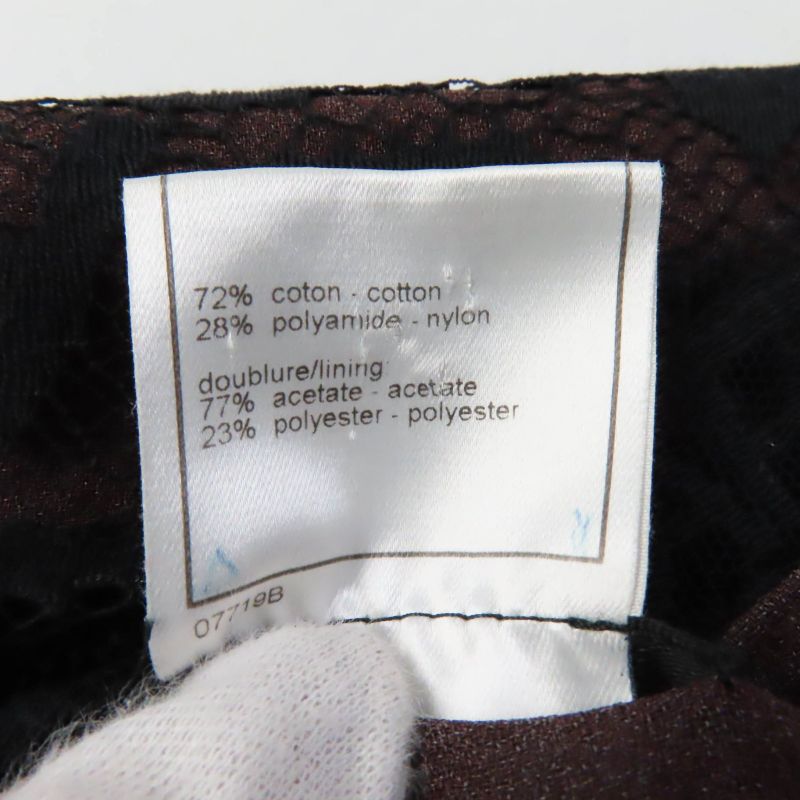 72% coton - cotton
28% polyamide - nylon
doublure/lining:
77% acetate - acetate
23% polyester - polyester
07719B